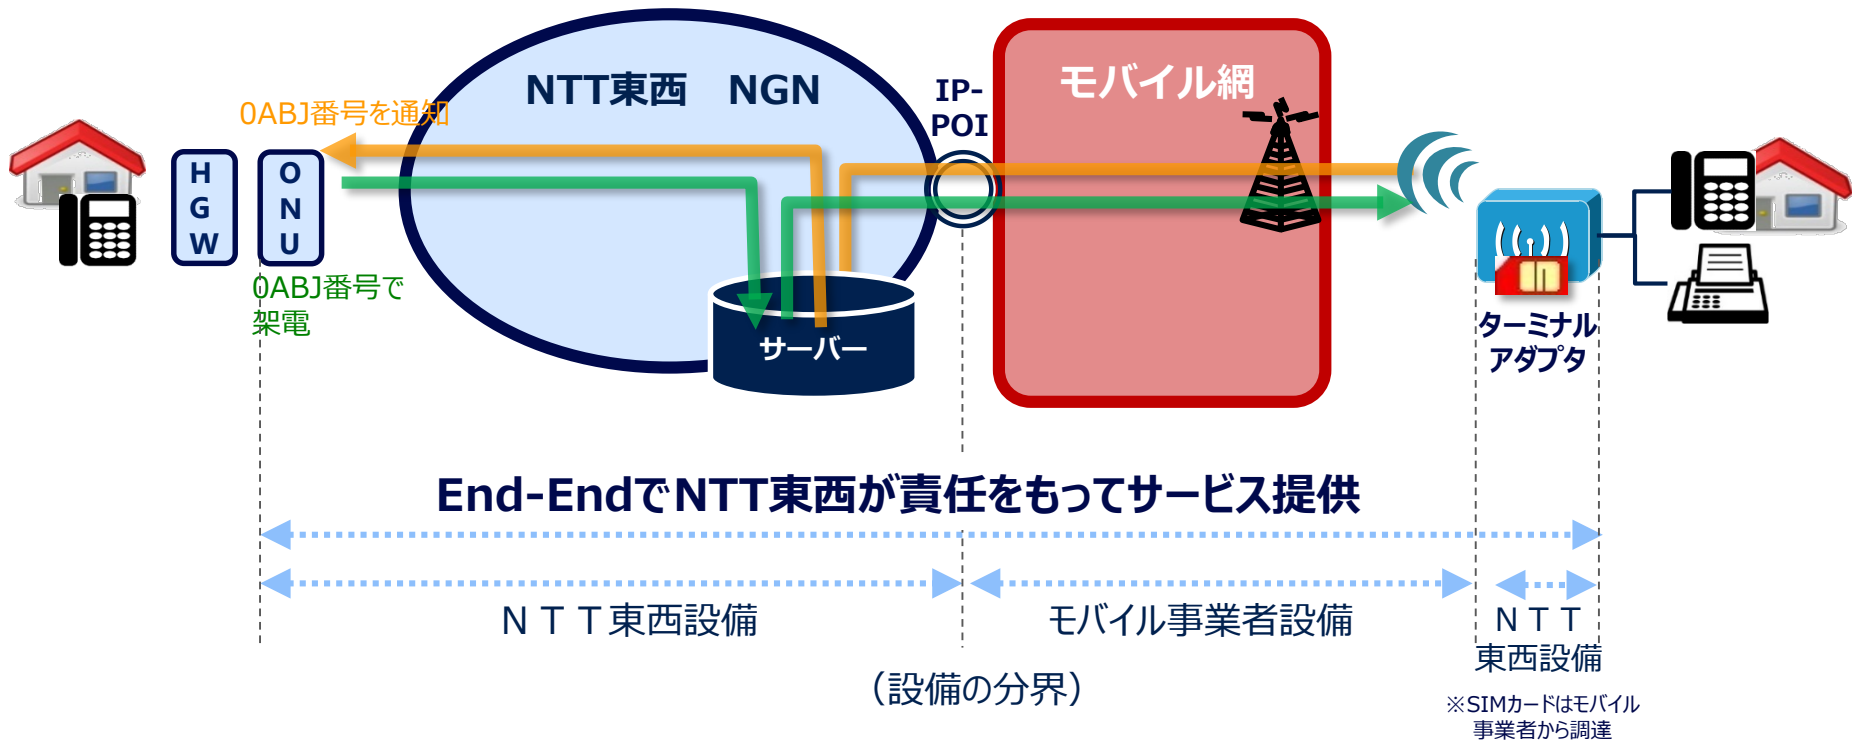 NTT東西　NGN
IP-
POI
モバイル網
0ABJ番号を通知
H
G
W
O
N
U
0ABJ番号で
架電
サーバー
ターミナル
アダプタ
End-EndでNTT東西が責任をもってサービス提供
ＮＴＴ東西設備
モバイル事業者設備
ＮＴＴ
東西設備
（設備の分界）
※SIMカードはモバイル
事業者から調達